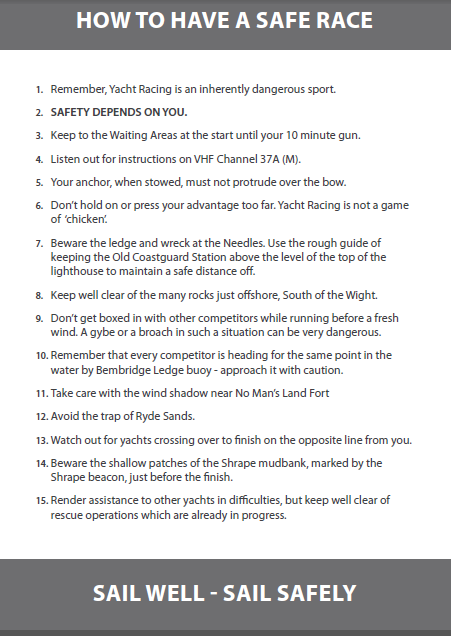 HOW TO HAVE A SAFE RACE
1. Remember, Yacht Racing is an inherently dangerous sport.
2. SAFETY DEPENDS ON YOU.
3. Keep to the Waiting Areas at the start until your 10 minute gun.
4. Listen out for instructions on VHF Channel 37A (M).
5. Your anchor, when stowed, must not protrude over the bow.
6. Don't hold on or press your advantage too far. Yacht Racing is not a game
of 'chicken'.
7. Beware the ledge and wreck at the Needles. Use the rough guide of
keeping the Old Coastguard Station above the level of the top of the
lighthouse to maintain a safe distance off.
8. Keep well clear of the many rocks just offshore, South of the Wight.
9. Don't get boxed in with other competitors while running before a fresh
wind. A gybe or a broach in such a situation can be very dangerous.
10. Remember that every competitor is heading for the same point in the
water by Bembridge Ledge buoy - approach it with caution.
11. Take care with the wind shadow near No Man's Land Fort
12. Avoid the trap of Ryde Sands.
13. Watch out for yachts crossing over to finish on the opposite line from you.
14. Beware the shallow patches of the Shrape mudbank, marked by the
Shrape beacon, just before the finish.
15. Render assistance to other yachts in difficulties, but keep well clear of
rescue operations which are already in progress.
SAIL WELL - SAIL SAFELY